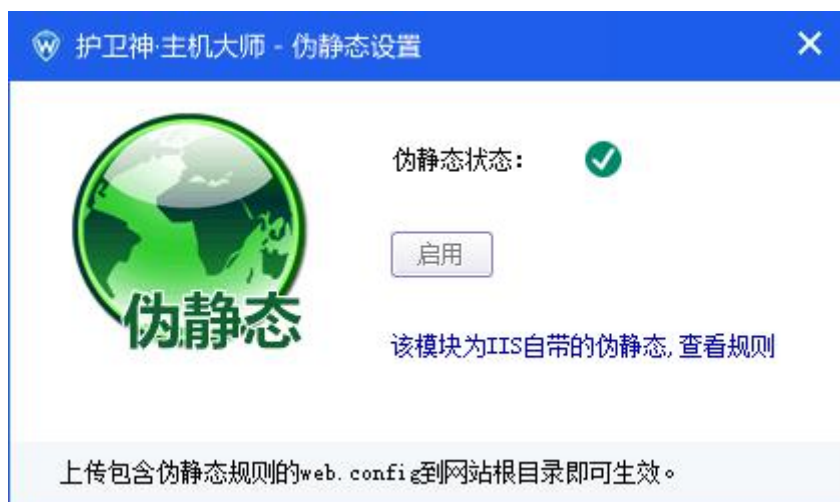 护卫神·主机大师 - 伪静态设置
伪静态状态:
启用
伪静态
该模块为IIS自带的伪静态,查看规则
上传包含伪静态规则的web.config到网站根目录即可生效。